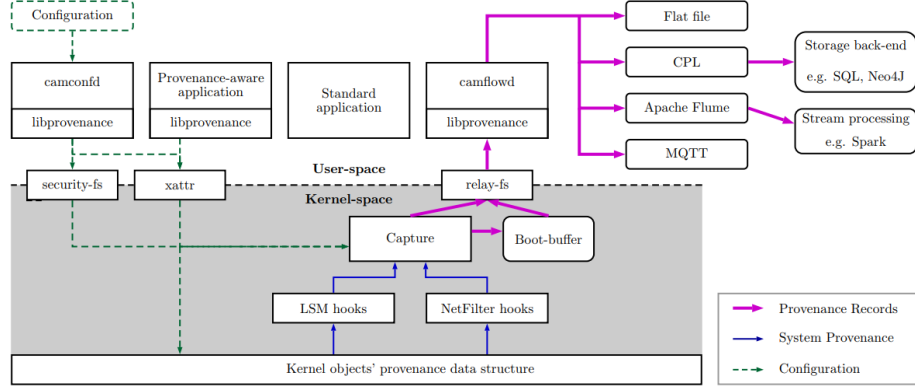 Configuration
camconfd
libprovenance
Provenance-aware
application
libprovenance
Standard
application
camflowd
libprovenance
Flat file
CPL
Apache Flume
MQTT
Storage back-end
e.g. SQL, Neo4J
Stream processing
e.g. Spark
User-space
security-fs
xattr
relay-fs
Kernel-space
Capture
Boot-buffer
LSM hooks
NetFilter hooks
Kernel objects' provenance data structure
Provenance Records
System Provenance
Configuration